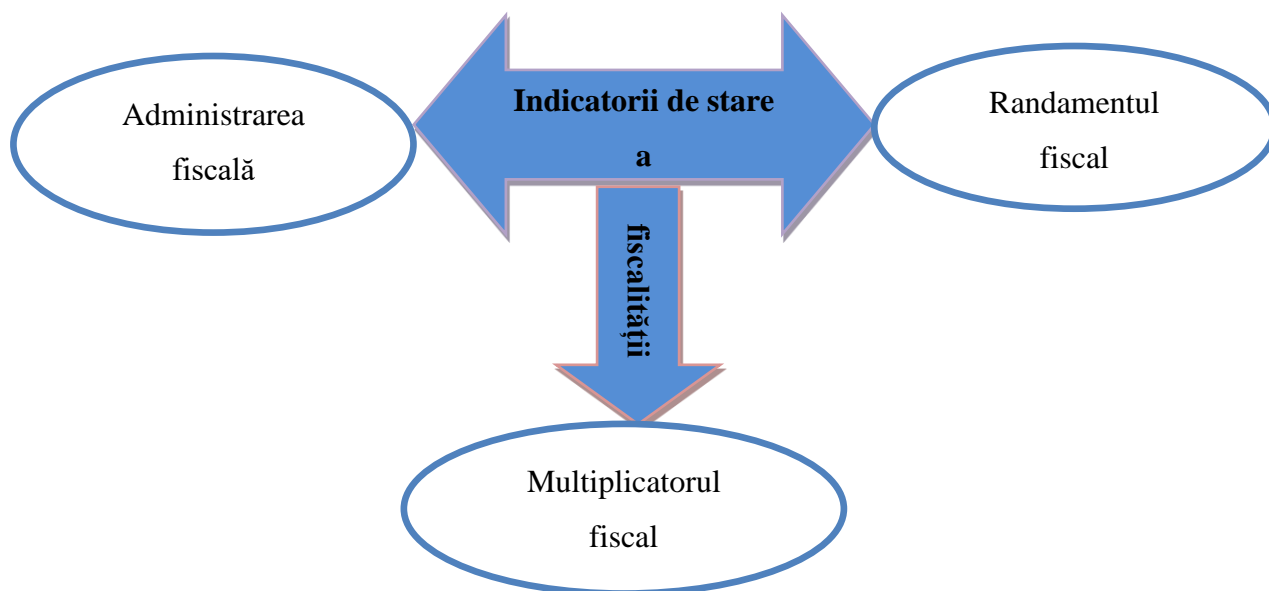 Administrarea
fiscală
Indicatorii de stare
a
fiscalității
Randamentul
fiscal
Multiplicatorul
fiscal